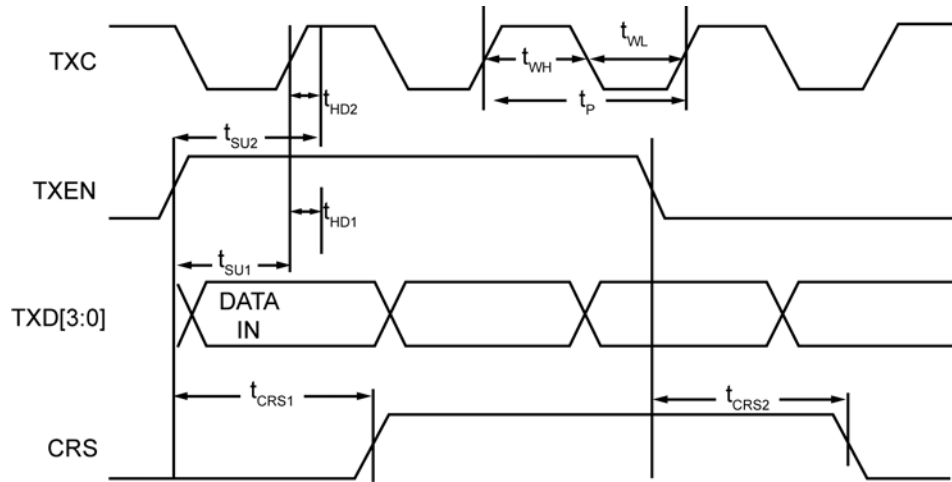 TXC
t_WH
t_WL
t_HD2
t_P
t_SU2
TXEN
t_HD1
t_SU1
TXD[3:0]
DATA
IN
t_CRS1
t_CRS2
CRS